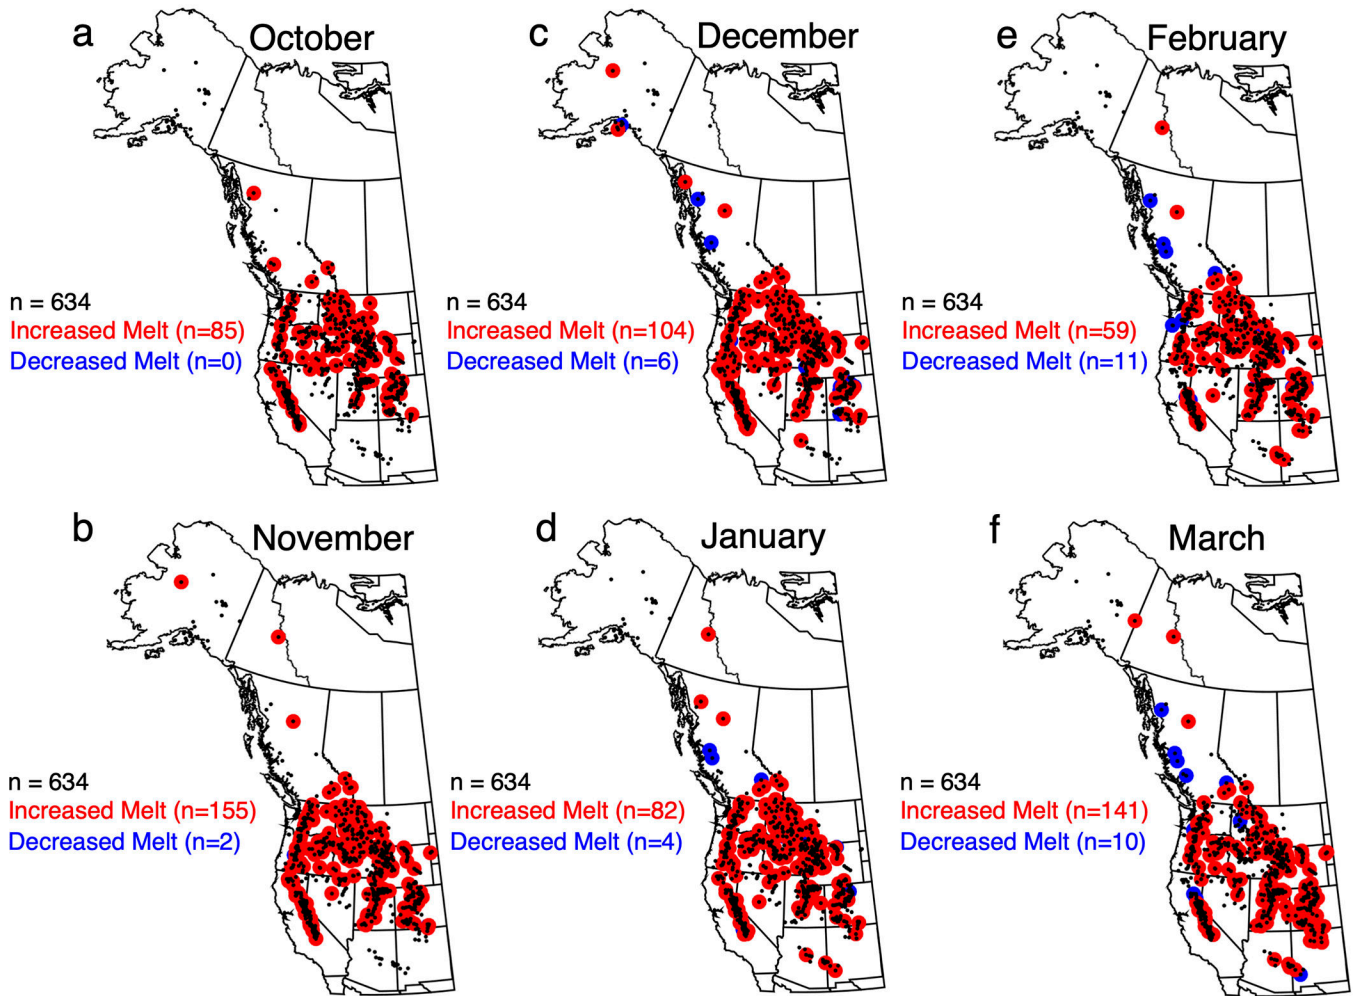 a October
n = 634
Increased Melt (n=85)
Decreased Melt (n=0)
c December
n = 634
Increased Melt (n=104)
Decreased Melt (n=6)
e February
n = 634
Increased Melt (n=59)
Decreased Melt (n=11)
b November
n = 634
Increased Melt (n=155)
Decreased Melt (n=2)
d January
n = 634
Increased Melt (n=82)
Decreased Melt (n=4)
f March
n = 634
Increased Melt (n=141)
Decreased Melt (n=10)